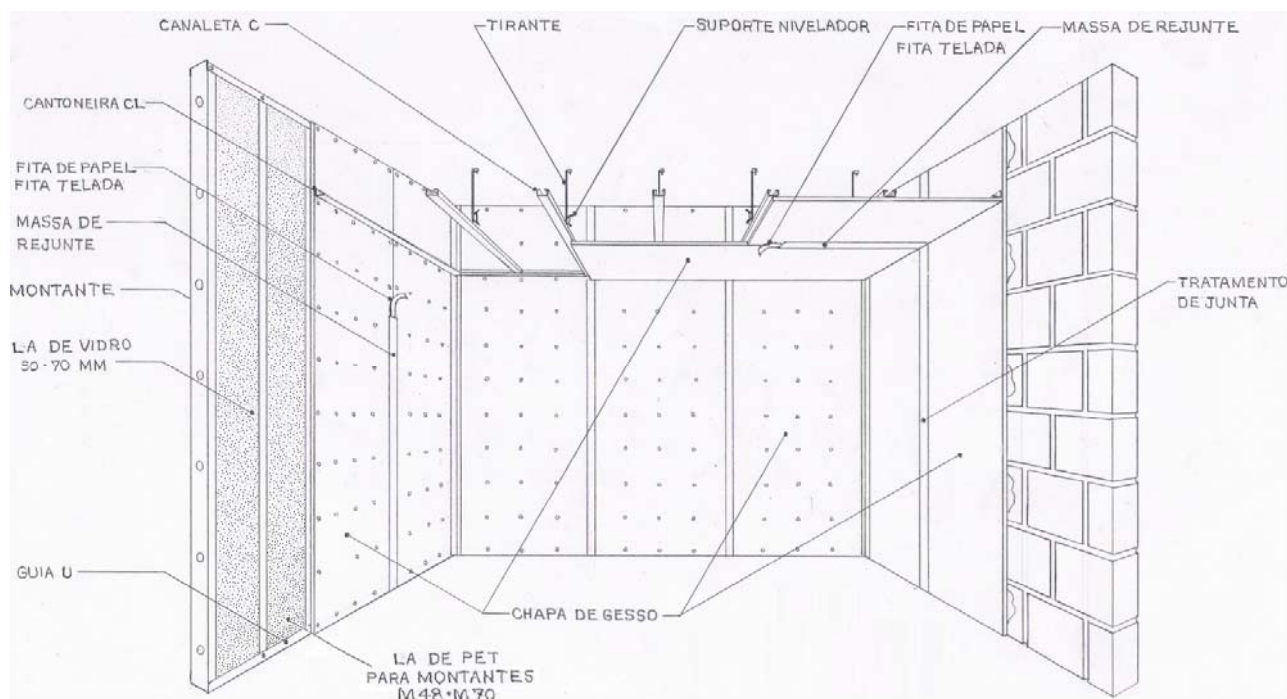 CANALETA C
TIRANTE
SUPORTE NIVELADOR
FITA DE PAPEL
FITA TELADA
MASSA DE REJUNTE
CANTONEIRA CL
FITA DE PAPEL
FITA TELADA
MASSA DE
REJUNTE
MONTANTE
LA DE VIDRO
50-70 MM
GUIA U
TRATAMENTO
DE JUNTA
CHAPA DE GESSO
LA DE PET
PARA MONTANTES
M48•M70